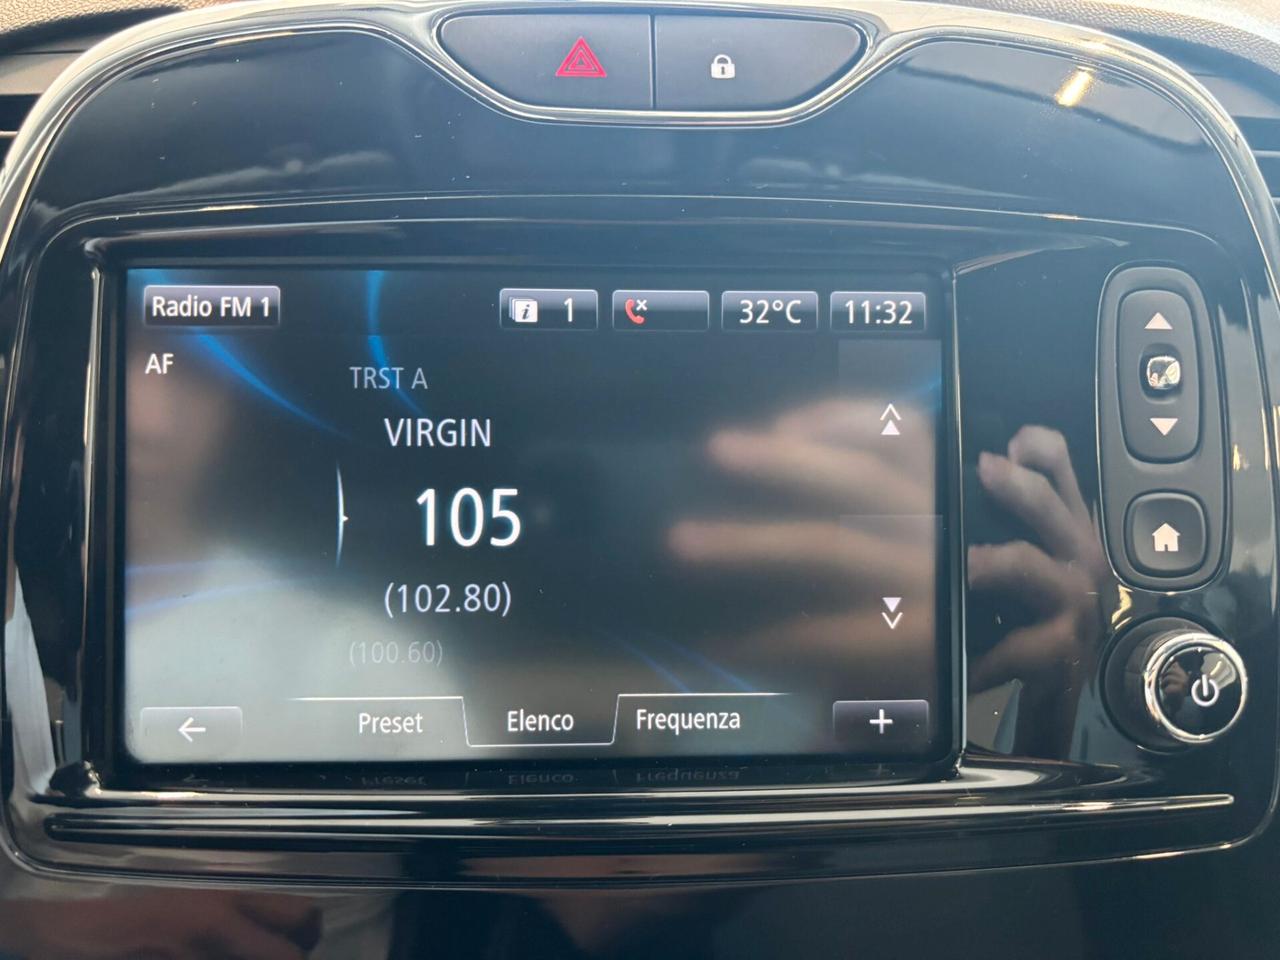 Radio FM 1
1
32°C
11:32
AF
TRST A
VIRGIN
105
(102.80)
(100.60)
Preset
Elenco
Frequenza
+